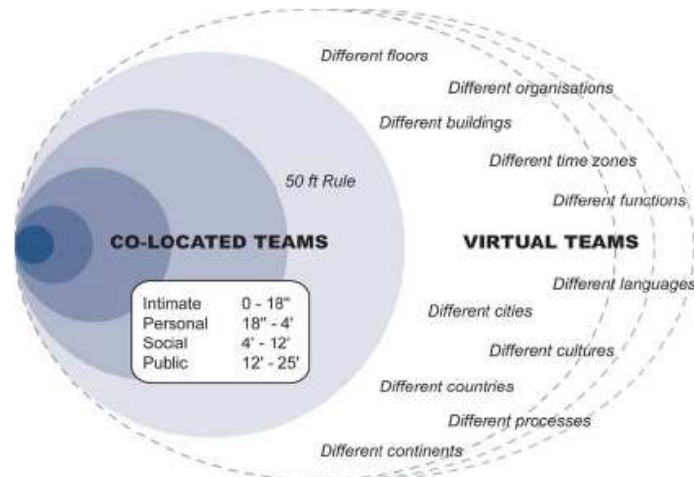 Different floors
Different organisations
Different buildings
Different time zones
50 ft Rule
Different functions
CO-LOCATED TEAMS
VIRTUAL TEAMS
Different languages
Intimate 0 - 18"
Personal 18" - 4'
Social 4' - 12'
Public 12' - 25'
Different cities
Different cultures
Different countries
Different processes
Different continents